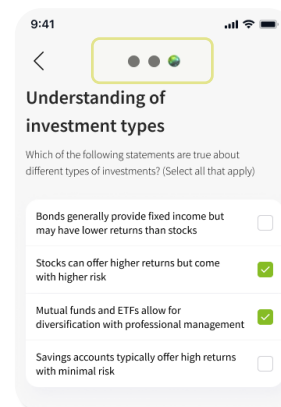 9:41
Understanding of
investment types
Which of the following statements are true about
different types of investments? (Select all that apply)
Bonds generally provide fixed income but
may have lower returns than stocks
Stocks can offer higher returns but come
with higher risk
Mutual funds and ETFs allow for
diversification with professional management
Savings accounts typically offer high returns
with minimal risk